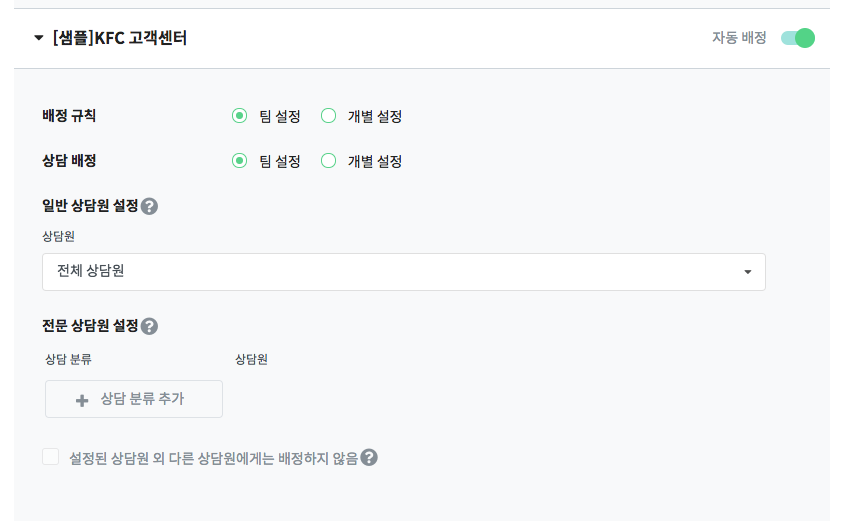 [샘플]KFC 고객센터 자동 배정
배정 규칙 팀 설정 개별 설정
상담 배정 팀 설정 개별 설정
일반 상담원 설정 ?
상담원
전체 상담원
전문 상담원 설정 ?
상담 분류 상담원
+ 상담 분류 추가
설정된 상담원 외 다른 상담원에게는 배정하지 않음 ?